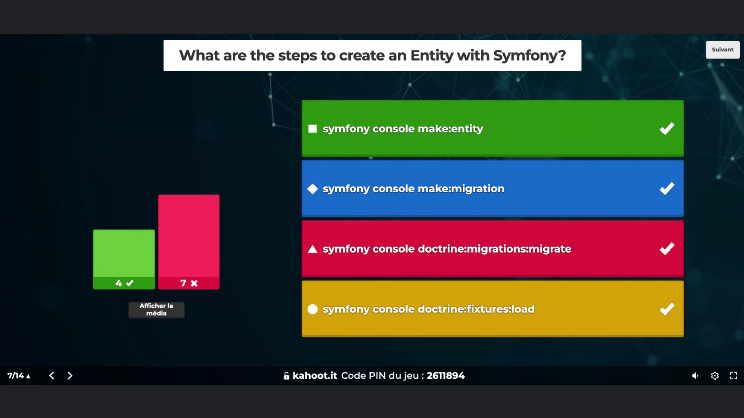 What are the steps to create an Entity with Symfony?
Suivant
symfony console make:entity
symfony console make:migration
symfony console doctrine:migrations:migrate
symfony console doctrine:fixtures:load
4
7
Afficher le
média
7/14
kahoot.it Code PIN du jeu : 2611894